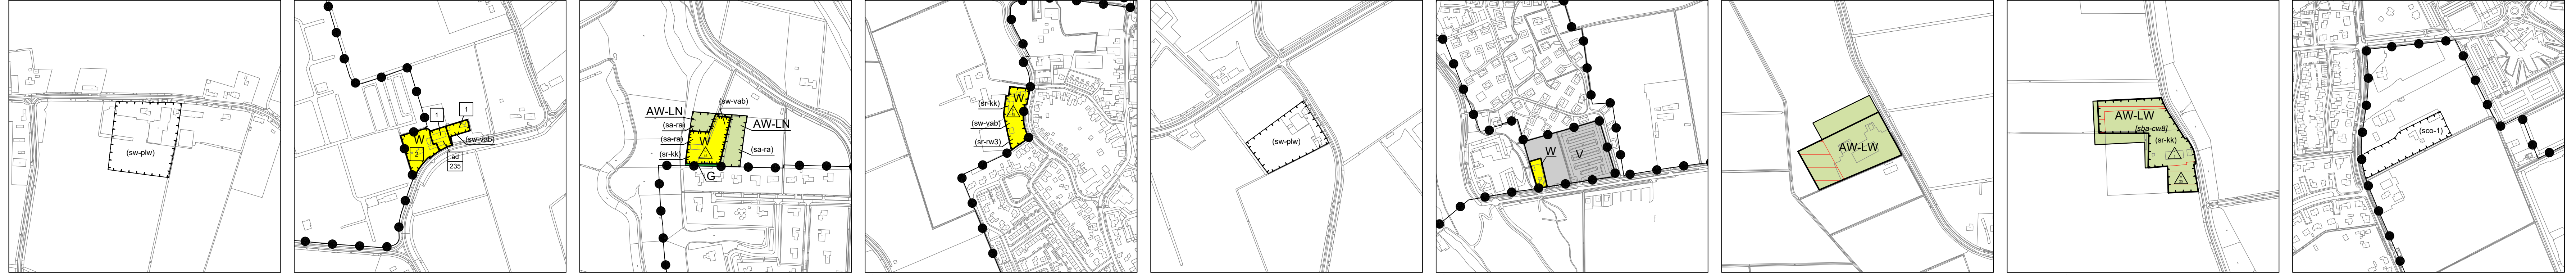 (sw-plw)
1
1
W
(sw-vab)
2
ad
235
(sw-vab)
AW-LN
AW-LN
(sa-ra)
(sa-ra)
W
(sr-kk)
(sa-ra)
G
(sr-kk)
W
(sw-vab)
(sr-rw3)
(sw-plw)
W
V
AW-LW
AW-LW
[sba-cw8]
(sr-kk)
(sco-1)